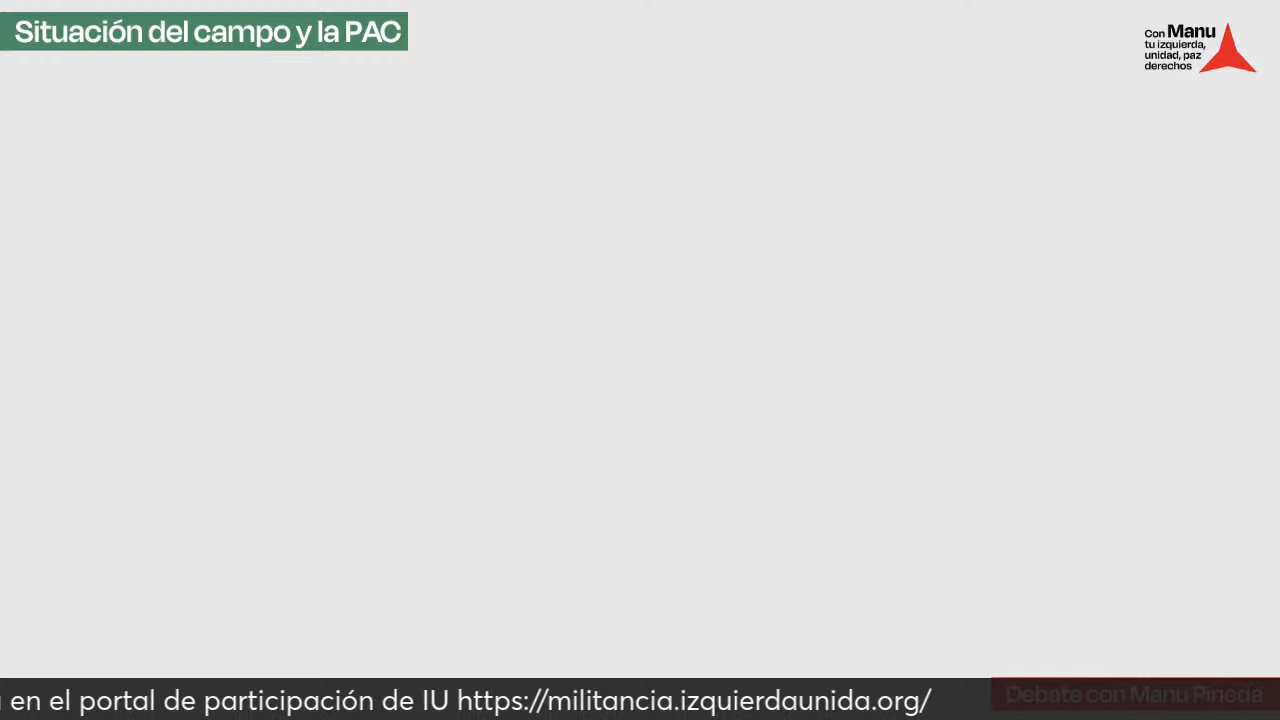 Situación del campo y la PAC
Con Manu
tu izquierda,
unidad, paz
derechos
en el portal de participación de IU https://militancia.izquierdaunida.org/
Debate con Manu Pineda